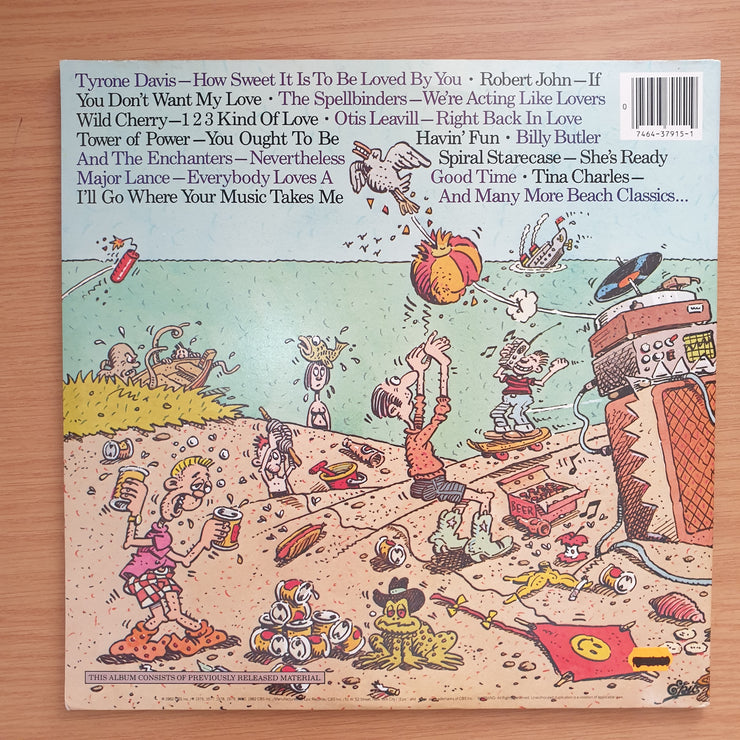 Tyrone Davis—How Sweet It Is To Be Loved By You • Robert John—If
You Don't Want My Love • The Spellbinders—We're Acting Like Lovers
Wild Cherry—1 2 3 Kind Of Love • Otis Leavill—Right Back In Love
Tower of Power—You Ought To Be Havin' Fun • Billy Butler
And The Enchanters—Nevertheless Spiral Starecase—She's Ready
Major Lance—Everybody Loves A Good Time • Tina Charles—
I'll Go Where Your Music Takes Me And Many More Beach Classics...
0
7464-37915-1
BEER
THIS ALBUM CONSISTS OF PREVIOUSLY RELEASED MATERIAL
Epic